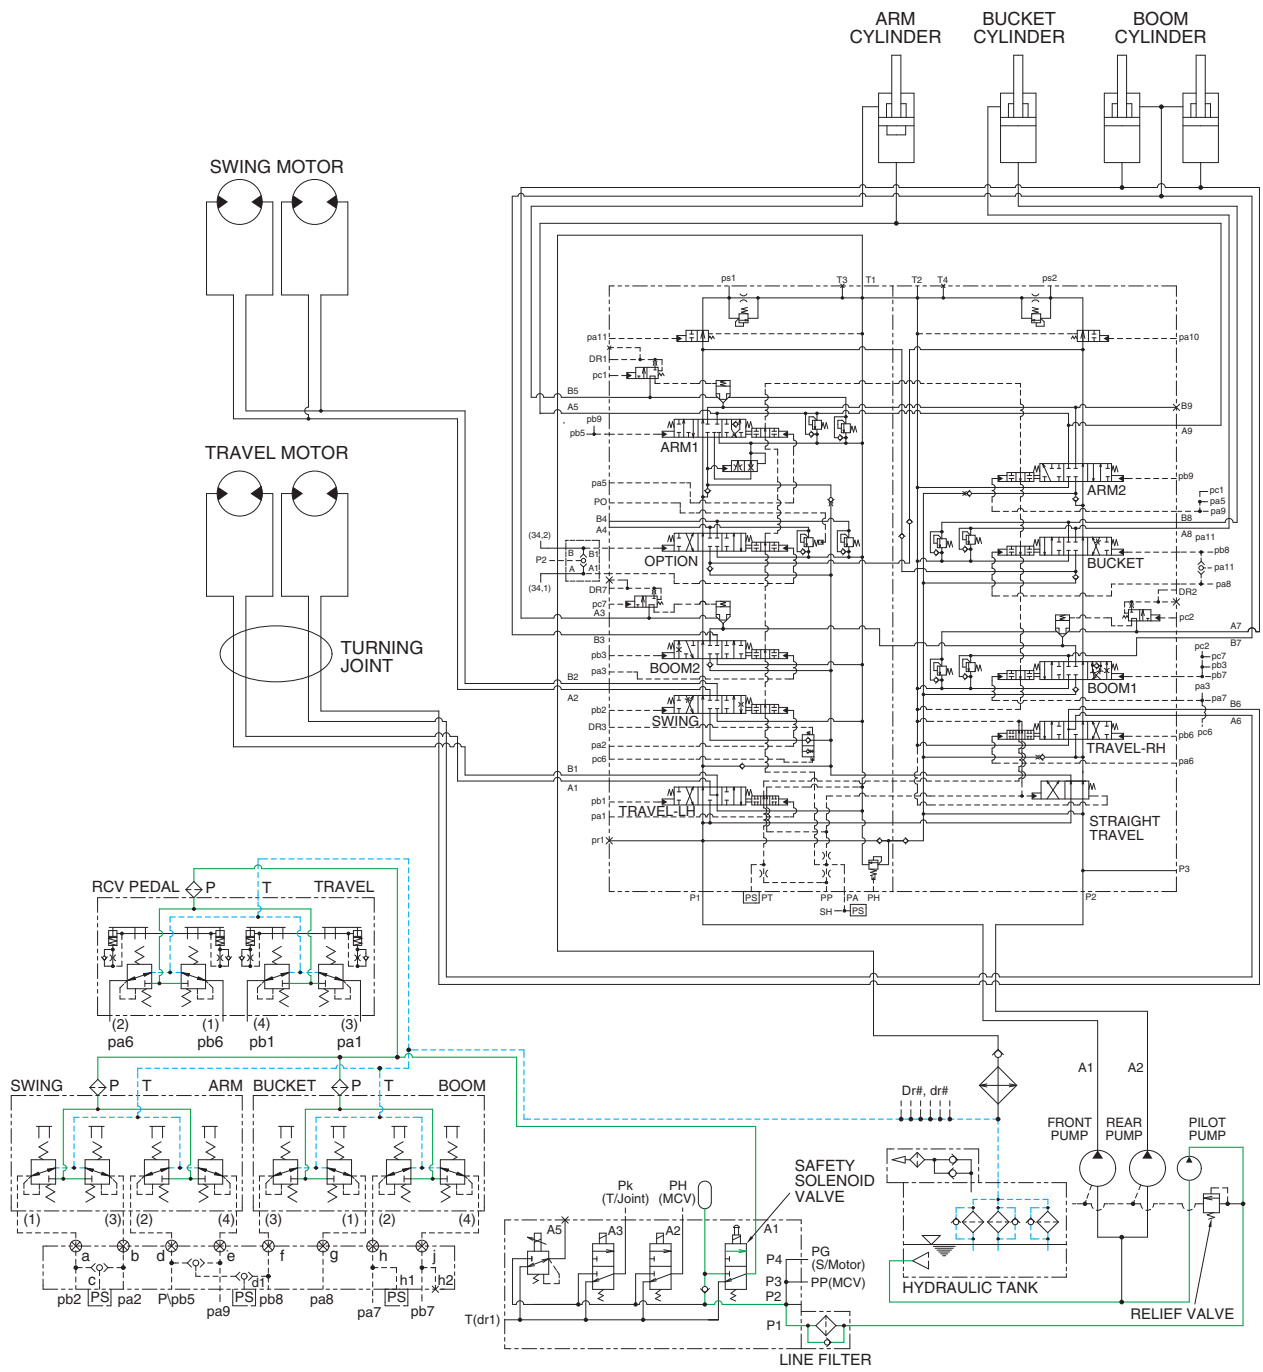 ARM
CYLINDER
BUCKET
CYLINDER
BOOM
CYLINDER
SWING MOTOR
TRAVEL MOTOR
TURNING
JOINT
ps1
T3
T1
T2
T4
ps2
pa11
pa10
DR1
pc1
B5
A5
B9
A9
pb9
pb5
ARM1
ARM2
pb9
pc1
pa5
pa9
pa5
PO
B4
A4
B8
A8
pa11
(34,2)
B
B1
P2
A
A1
(34,1)
OPTION
BUCKET
pb8
pa11
pa8
DR7
pc7
A3
DR2
pc2
A7
B7
B3
pb3
BOOM2
pa3
BOOM1
pc2
pc7
pb3
pb7
pa3
pa7
B2
A2
B6
A6
pc6
pb2
SWING
DR3
pa2
pc6
TRAVEL-RH
pb6
pa6
B1
A1
pb1
TRAVEL-LH
pa1
STRAIGHT
TRAVEL
pr1
P3
P1
PS
PT
PP
PA
PH
P2
SH
PS
RCV PEDAL
P
T
TRAVEL
(2)
(1)
(4)
(3)
pa6
pb6
pb1
pa1
SWING
P
T
ARM
BUCKET
P
T
BOOM
(1)
(3)
(2)
(4)
(3)
(1)
(2)
(4)
a
b
d
e
f
g
h
j
c
d1
h1
h2
pb2
PS
pa2
P\pb5
pa9
PS
pb8
pa8
pa7
PS
pb7
A1
A2
Dr#, dr#
FRONT
PUMP
REAR
PUMP
PILOT
PUMP
SAFETY
SOLENOID
VALVE
Pk
(T/Joint)
PH
(MCV)
A5
A3
A2
A1
P4
PG
(S/Motor)
P3
PP(MCV)
P2
P1
T(dr1)
LINE FILTER
HYDRAULIC TANK
RELIEF VALVE